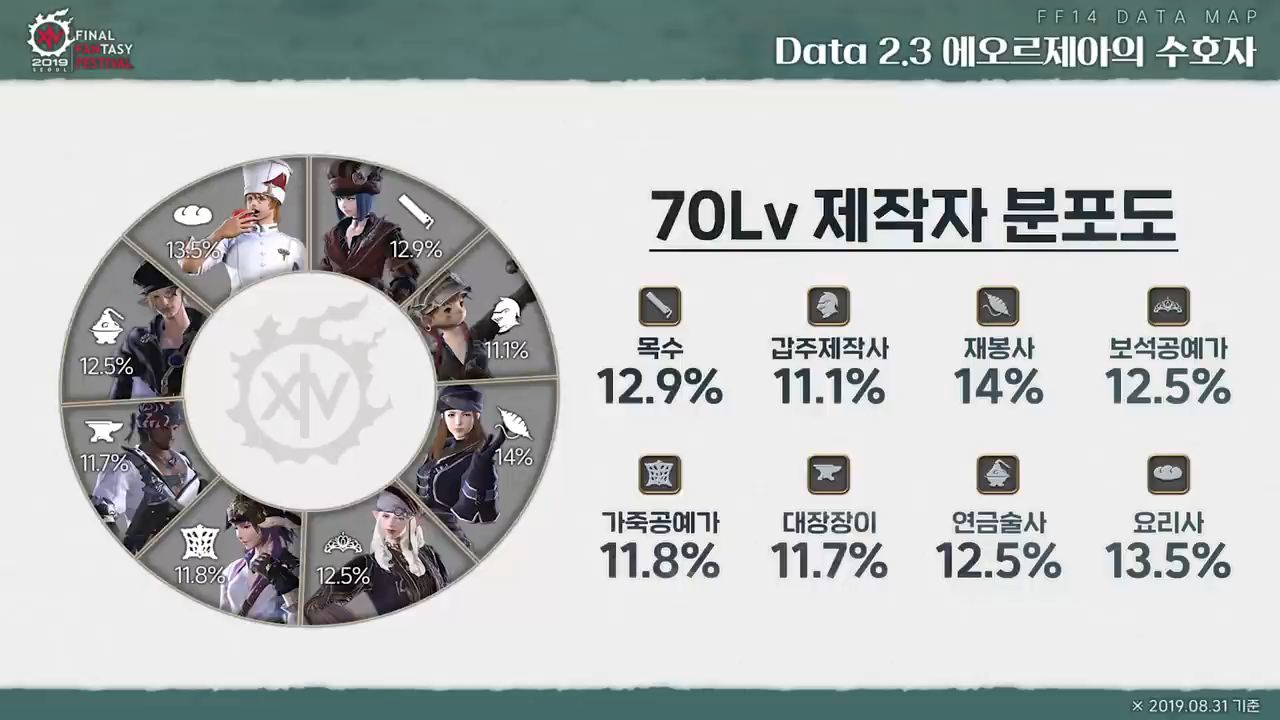 XIV FINAL
FANTASY
2019 FESTIVAL
SEOUL
FF14 DATA MAP
Data 2.3 에오르제아의 수호자
13.5%
12.9%
12.5%
11.1%
11.7%
14%
11.8%
12.5%
XIV
70Lv 제작자 분포도
목수 갑주제작사 재봉사 보석공예가
12.9% 11.1% 14% 12.5%
가죽공예가 대장장이 연금술사 요리사
11.8% 11.7% 12.5% 13.5%
× 2019.08.31 기준